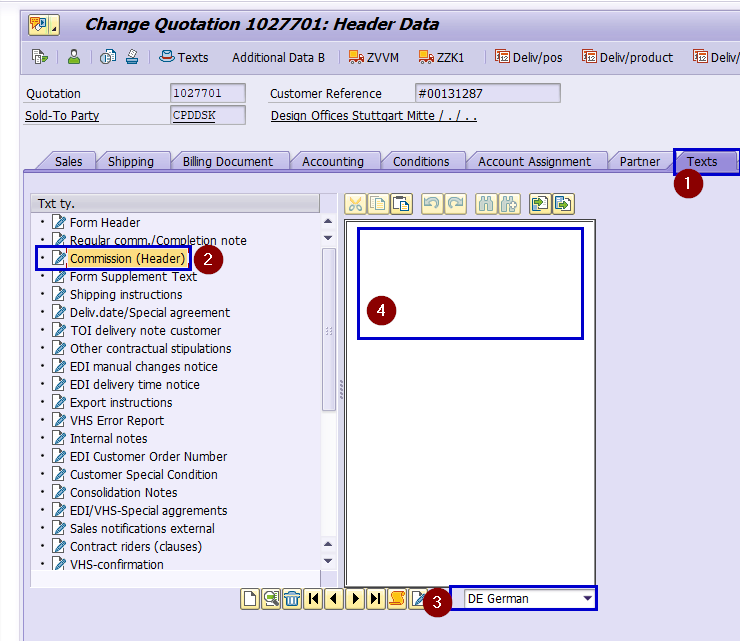 Change Quotation 1027701: Header Data
Texts Additional Data B ZVVM ZZK1 Deliv/pos Deliv/product Deliv/
Quotation 1027701 Customer Reference #00131287
Sold-To Party CPDDSK Design Offices Stuttgart Mitte / . / . .
Sales Shipping Billing Document Accounting Conditions Account Assignment Partner Texts
1
Txt ty.
Form Header
Regular comm./Completion note
Commission (Header) 2
Form Supplement Text
Shipping instructions
Deliv.date/Special agreement
4
TOI delivery note customer
Other contractual stipulations
EDI manual changes notice
EDI delivery time notice
Export instructions
VHS Error Report
Internal notes
EDI Customer Order Number
Customer Special Condition
Consolidation Notes
EDI/VHS-Special aggrements
Sales notifications external
Contract riders (clauses)
VHS-confirmation
3 DE German